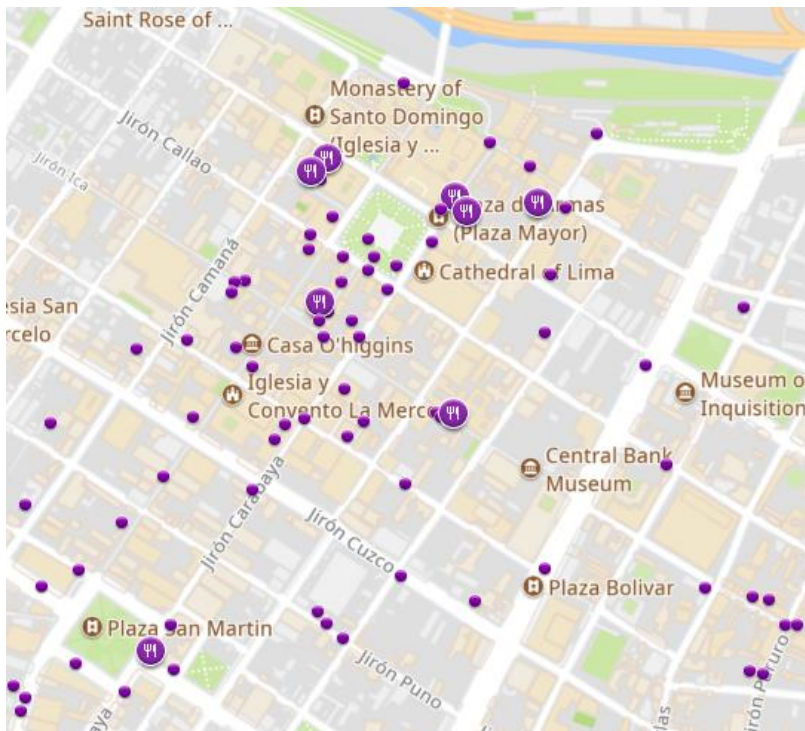 Saint Rose of ...
Monastery of
Santo Domingo
(Iglesia y ...
Jirón Callao
Jirón Ica
(Plaza Mayor)
Cathedral of Lima
Jirón Camaná
Casa O'higgins
Iglesia y
Convento La
Museum o
Inquisition
Central Bank
Museum
Jirón Carabaya
Jirón Cuzco
Plaza Bolivar
Plaza San Martin
Jirón Puno
Jirón Paruro